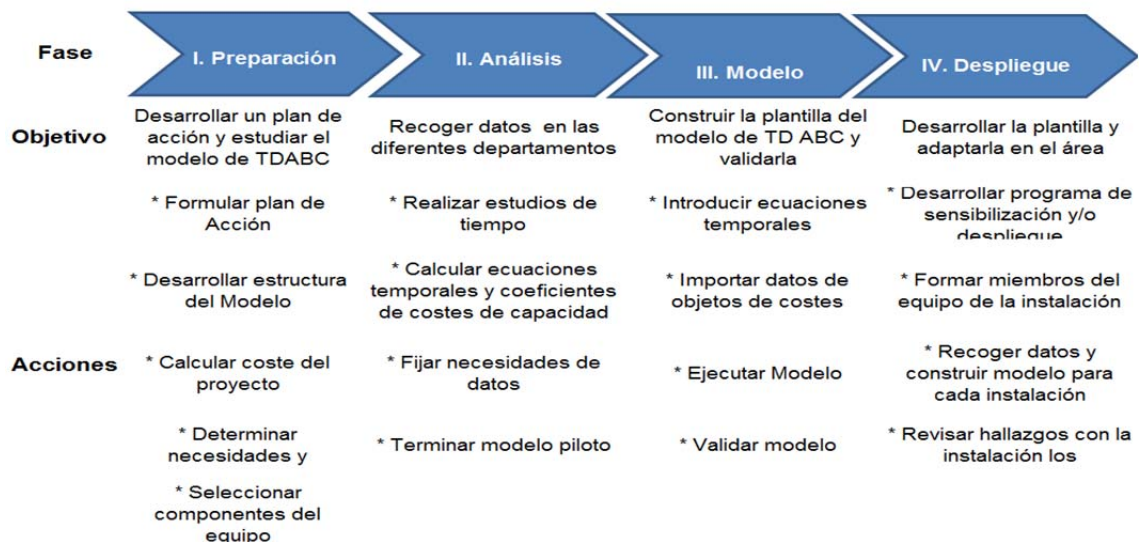 Fase
I. Preparación
II. Análisis
III. Modelo
IV. Despliegue
Objetivo
Desarrollar un plan de
acción y estudiar el
modelo de TDABC
Recoger datos en las
diferentes departamentos
Construir la plantilla del
modelo de TD ABC y
validarla
Desarrollar la plantilla y
adaptarla en el área
Acciones
* Formular plan de
Acción
* Realizar estudios de
tiempo
* Introducir ecuaciones
temporales
* Desarrollar programa de
sensibilización y/o
despliegue
* Desarrollar estructura
del Modelo
* Calcular ecuaciones
temporales y coeficientes
de costes de capacidad
* Importar datos de
objetos de costes
* Formar miembros del
equipo de la instalación
* Calcular coste del
proyecto
* Fijar necesidades de
datos
* Ejecutar Modelo
* Recoger datos y
construir modelo para
cada instalación
* Determinar
necesidades y
* Terminar modelo piloto
* Validar modelo
* Revisar hallazgos con la
instalación los
* Seleccionar
componentes del
equipo